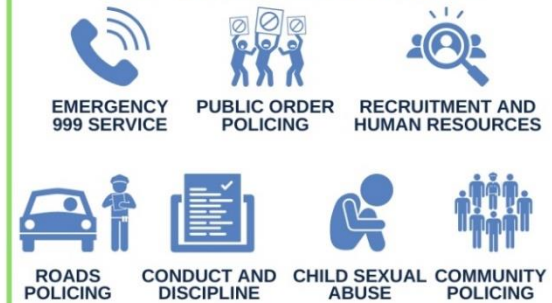 EMERGENCY
999 SERVICE
PUBLIC ORDER
POLICING
RECRUITMENT AND
HUMAN RESOURCES
ROADS
POLICING
CONDUCT AND
DISCIPLINE
CHILD SEXUAL
ABUSE
COMMUNITY
POLICING